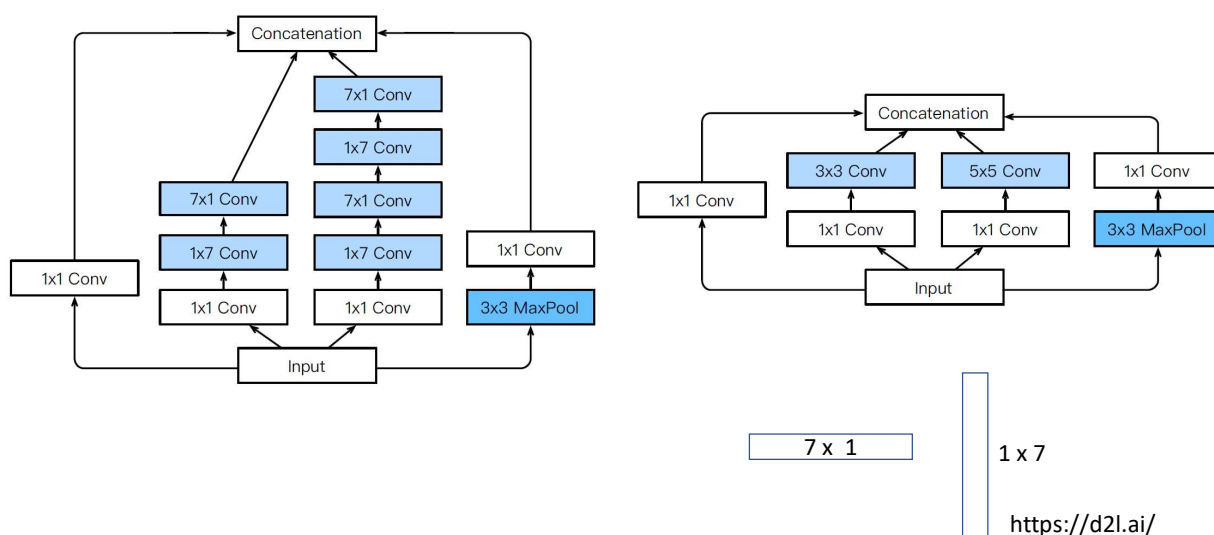 Concatenation
7x1 Conv
1x7 Conv
7x1 Conv
7x1 Conv
1x7 Conv
1x7 Conv
1x1 Conv
1x1 Conv
1x1 Conv
1x1 Conv
3x3 MaxPool
Input
Concatenation
3x3 Conv
5x5 Conv
1x1 Conv
1x1 Conv
1x1 Conv
1x1 Conv
3x3 MaxPool
Input
7 x 1
1 x 7
https://d2l.ai/